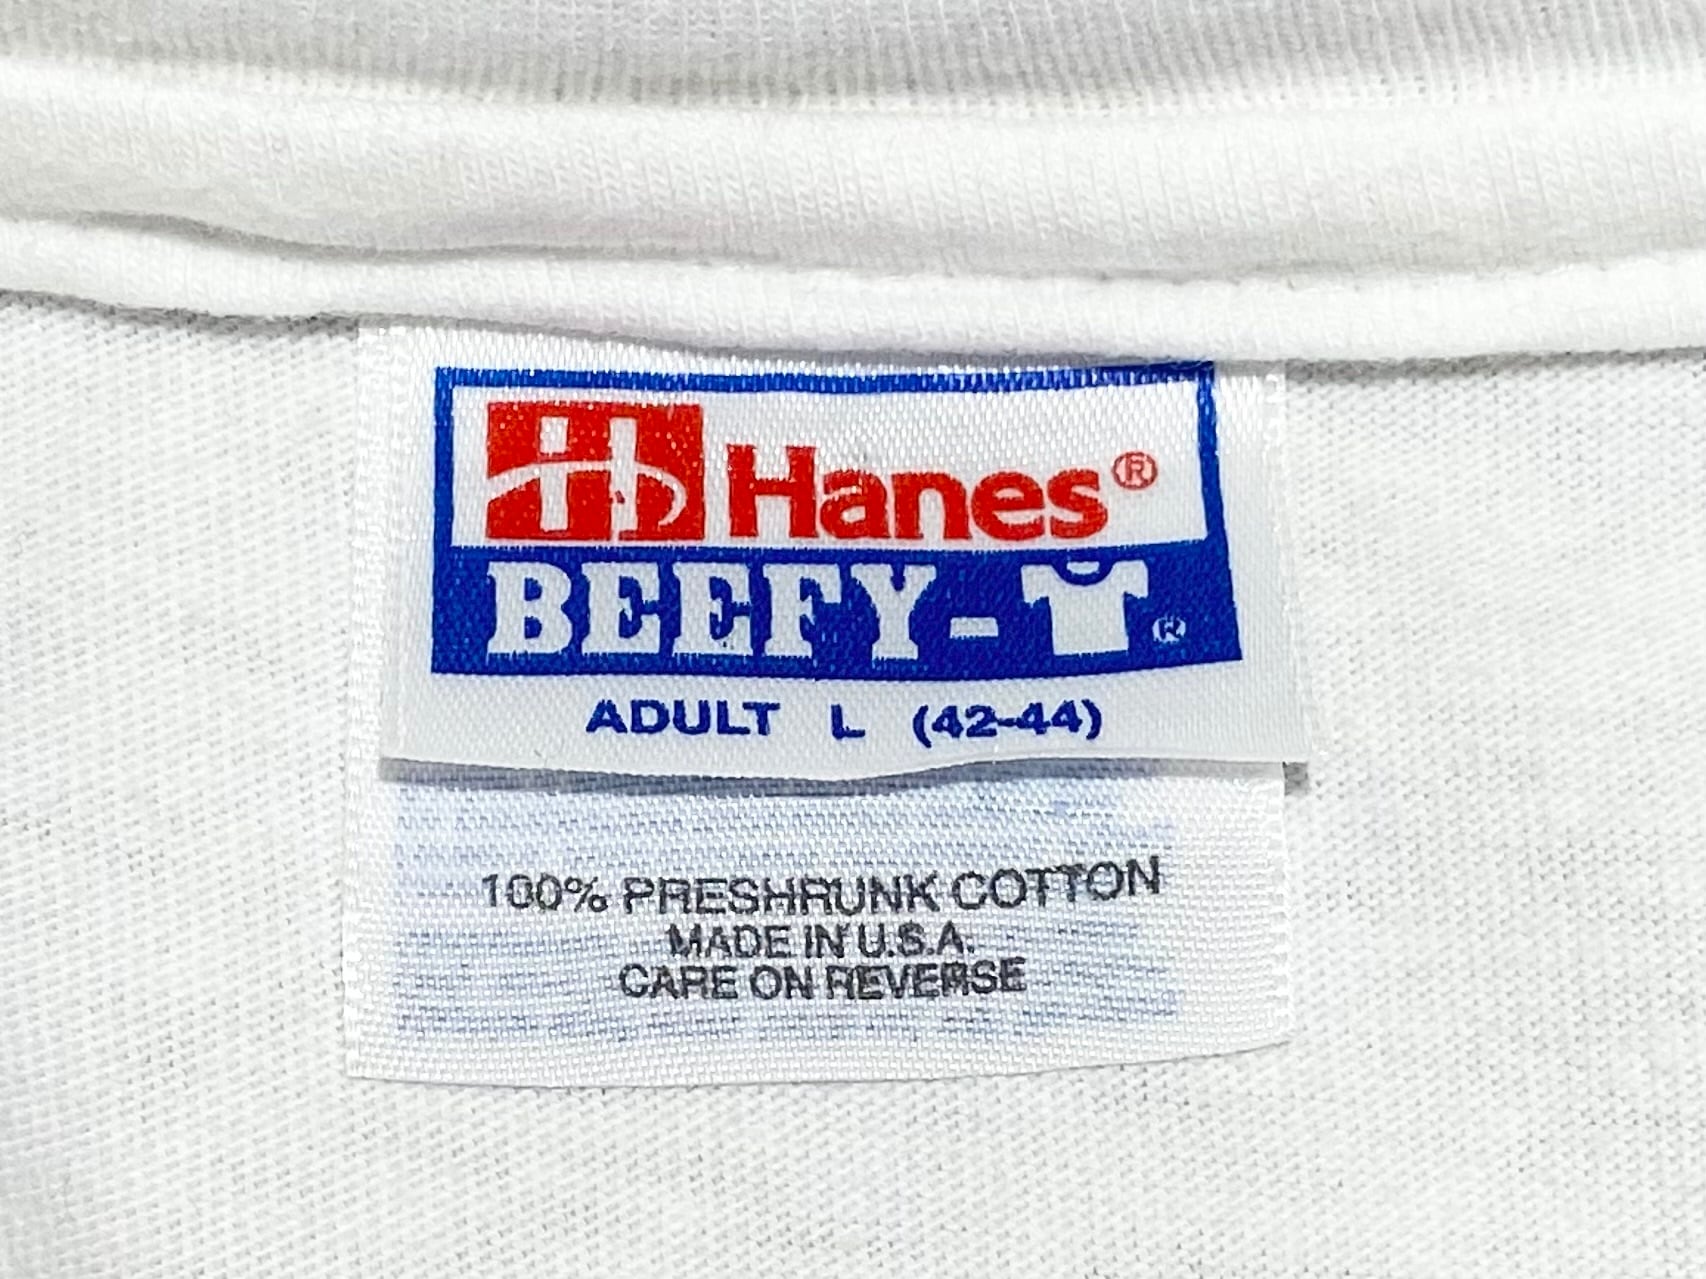 Hanes®
BEEFY-T®
ADULT L (42-44)
100% PRESHRUNK COTTON
MADE IN U.S.A.
CARE ON REVERSE